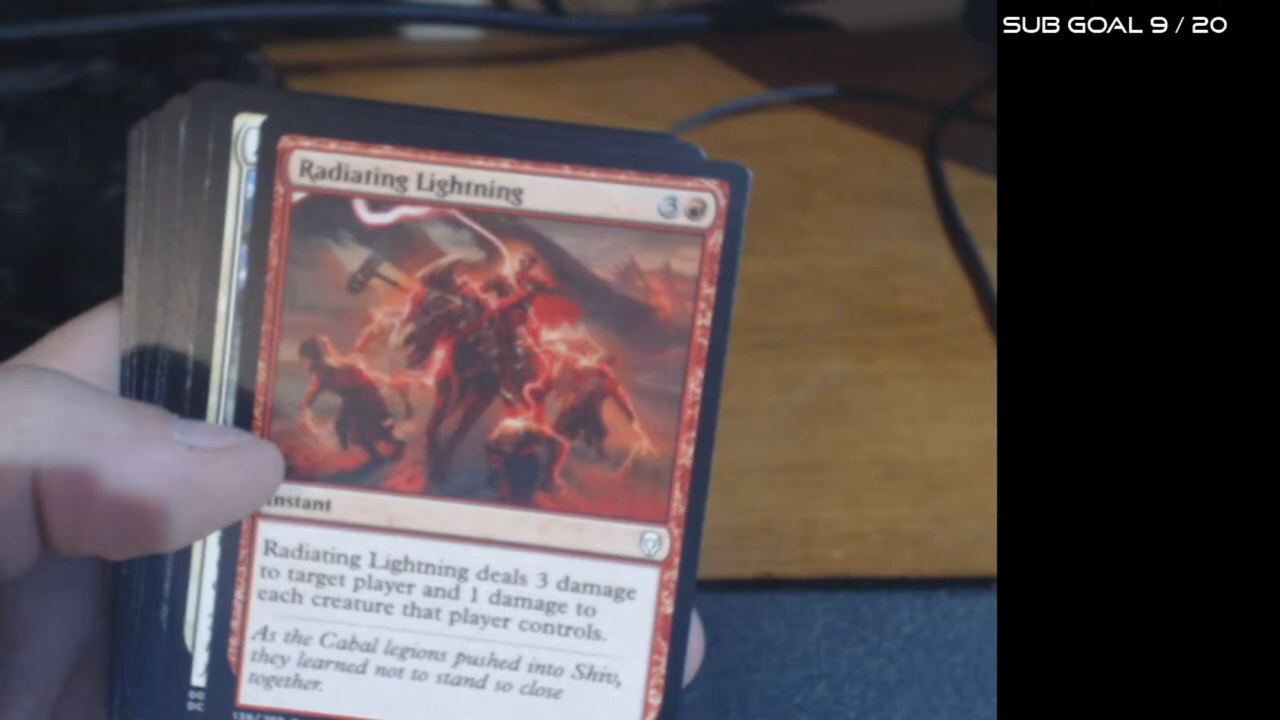 SUB GOAL 9 / 20
Radiating Lightning
3
Instant
Radiating Lightning deals 3 damage
to target player and 1 damage to
each creature that player controls.
As the Cabal legions pushed into Shiv,
they learned not to stand so close
together.